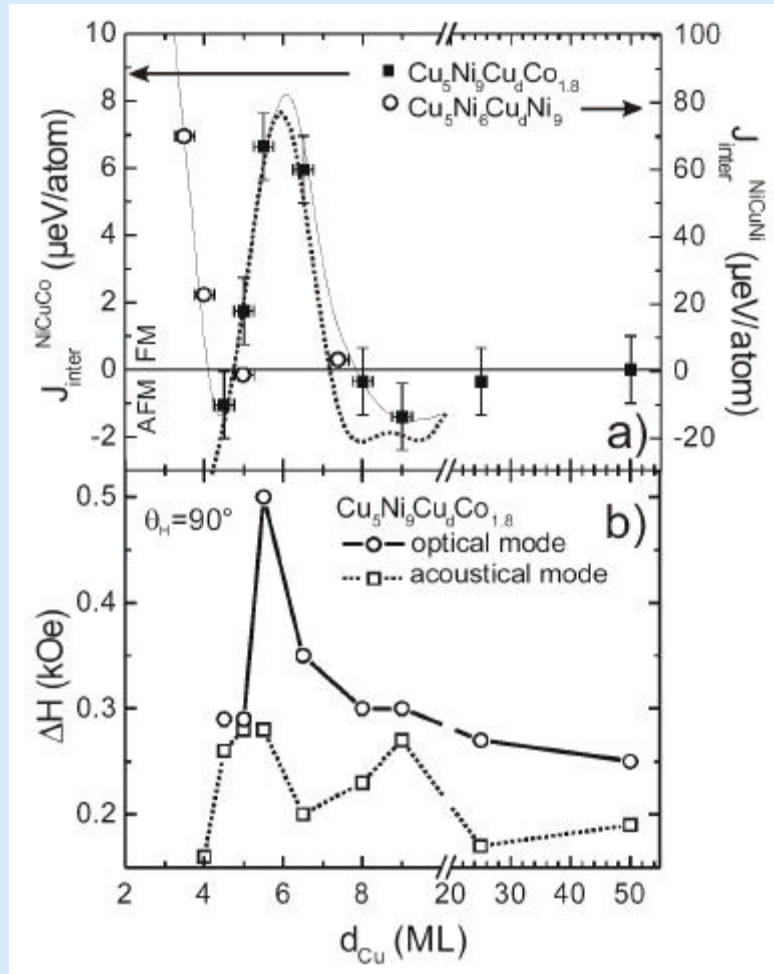 10
8
6
4
2
0
-2
J_inter^NiCuCo (µeV/atom)
AFM FM
Cu5Ni9CudCo1.8
Cu5Ni6CudNi9
100
80
60
40
20
0
-20
J_inter^NiCuNi (µeV/atom)
a)
0.5
0.4
0.3
0.2
ΔH (kOe)
θH=90°
Cu5Ni9CudCo1.8
optical mode
acoustical mode
b)
2 4 6 8 20 30 40 50
dCu (ML)